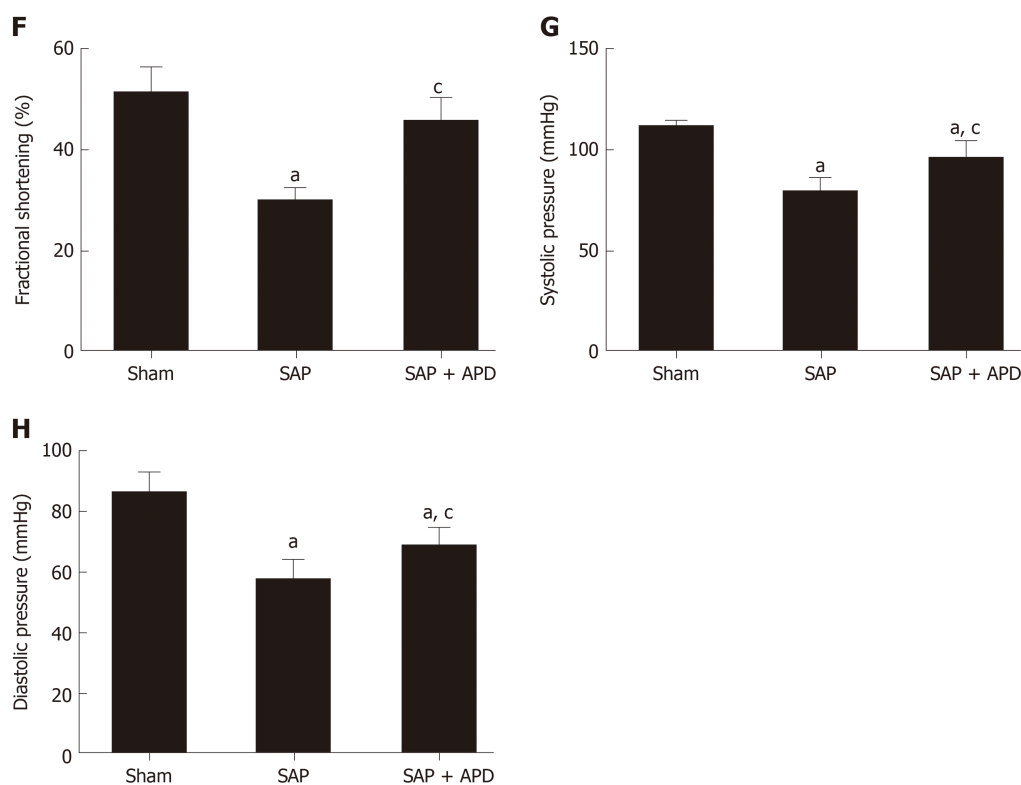 F
Fractional shortening (%)
60
40
20
0
c
a
Sham
SAP
SAP + APD
G
Systolic pressure (mmHg)
150
100
50
0
a, c
a
Sham
SAP
SAP + APD
H
Diastolic pressure (mmHg)
100
80
60
40
20
0
a, c
a
Sham
SAP
SAP + APD